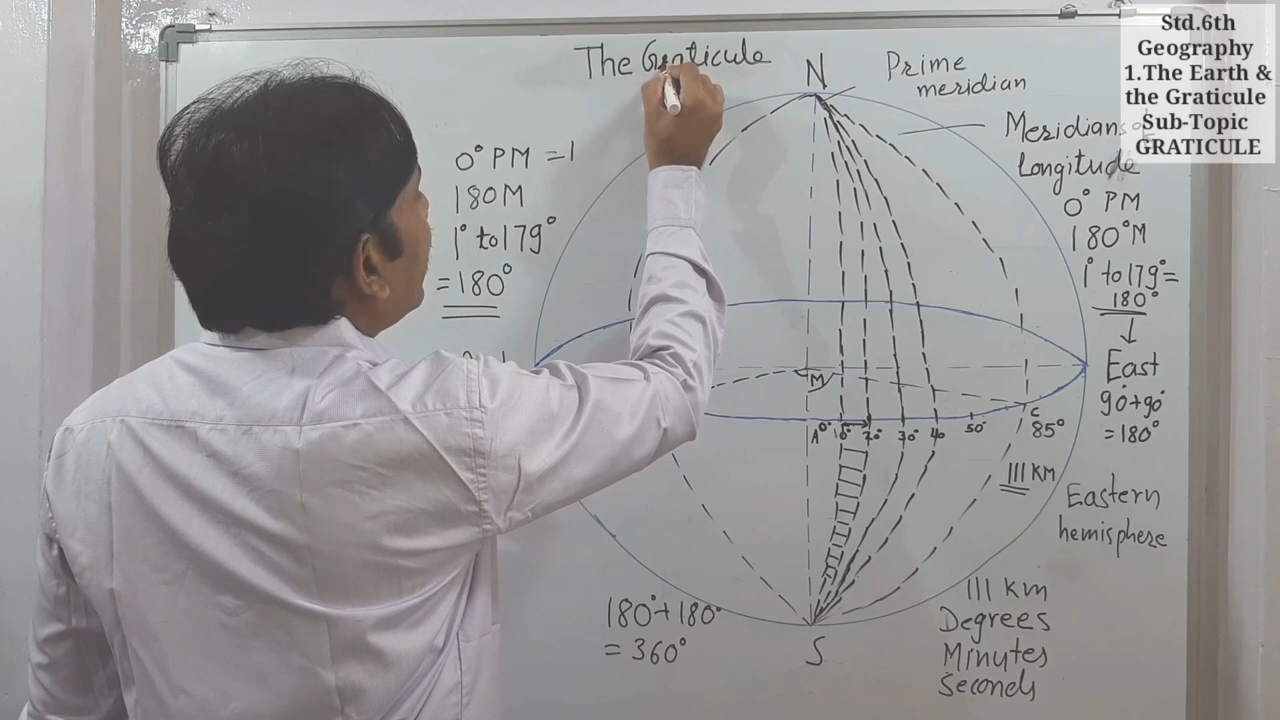 Std.6th
Geography
1.The Earth &
the Graticule
Sub-Topic
GRATICULE
The Graticule
N
Prime
meridian
Meridians of
Longitude
0° PM = 1
180M
1° to 179°
= 180°
0° PM
180° M
1° to 179° =
180°
↓
East
90°+90°
= 180°
M
A 0° 10° 20° 30° 40 50°
C
85°
111 KM
Eastern
hemisphere
180°+180°
= 360°
S
111 km
Degrees
Minutes
Seconds